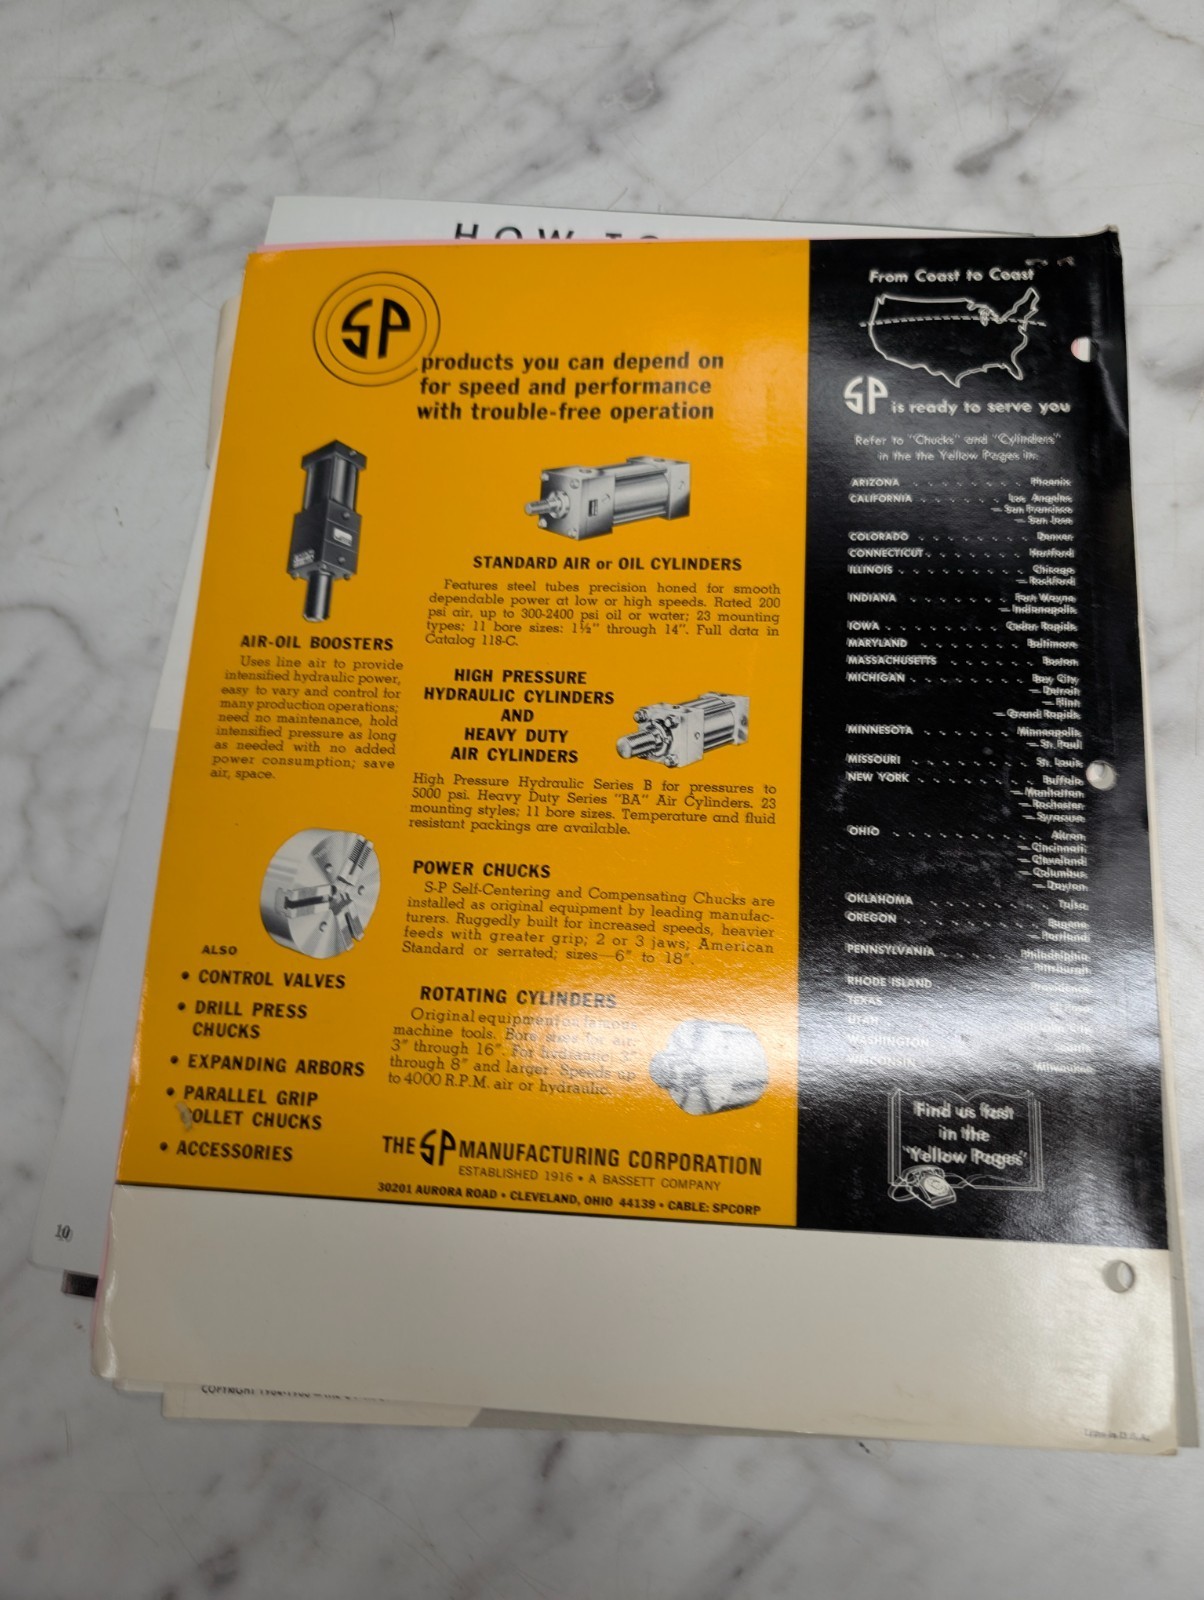 HOW TO
SP
products you can depend on
for speed and performance
with trouble-free operation
AIR-OIL BOOSTERS
Uses line air to provide
intensified hydraulic power,
easy to vary and control for
many production operations;
need no maintenance, hold
intensified pressure as long
as needed with no added
power consumption; save
air, space.
STANDARD AIR or OIL CYLINDERS
Features steel tubes precision honed for smooth
dependable power at low or high speeds. Rated 200
psi air, up to 300-2400 psi oil or water; 23 mounting
types; 11 bore sizes: 1½" through 14". Full data in
Catalog 118-C.
HIGH PRESSURE
HYDRAULIC CYLINDERS
AND
HEAVY DUTY
AIR CYLINDERS
High Pressure Hydraulic Series B for pressures to
5000 psi. Heavy Duty Series "BA" Air Cylinders. 23
mounting styles; 11 bore sizes. Temperature and fluid
resistant packings are available.
POWER CHUCKS
S-P Self-Centering and Compensating Chucks are
installed as original equipment by leading manufac-
turers. Ruggedly built for increased speeds, heavier
feeds with greater grip; 2 or 3 jaws; American
Standard or serrated; sizes—6" to 18".
ROTATING CYLINDERS
Original equipment on famous
machine tools. Bore sizes for air:
3" through 16". For hydraulic: 3"
through 8" and larger. Speeds up
to 4000 R.P.M. air or hydraulic.
ALSO
• CONTROL VALVES
• DRILL PRESS
CHUCKS
• EXPANDING ARBORS
• PARALLEL GRIP
COLLET CHUCKS
• ACCESSORIES
THE SP MANUFACTURING CORPORATION
ESTABLISHED 1916 • A BASSETT COMPANY
30201 AURORA ROAD • CLEVELAND, OHIO 44139 • CABLE: SPCORP
From Coast to Coast
SP is ready to serve you
Refer to "Chucks" and "Cylinders"
in the the Yellow Pages in:
ARIZONA . . . . . . . Phoenix
CALIFORNIA . . . . . . Los Angeles
— San Francisco
— San Jose
COLORADO . . . . . . . Denver
CONNECTICUT . . . . . . Hartford
ILLINOIS . . . . . . . Chicago
— Rockford
INDIANA . . . . . . . Fort Wayne
— Indianapolis
IOWA . . . . . . . Cedar Rapids
MARYLAND . . . . . . Baltimore
MASSACHUSETTS . . . . . . Boston
MICHIGAN . . . . . . . Bay City
— Detroit
— Flint
— Grand Rapids
MINNESOTA . . . . . . Minneapolis
— St. Paul
MISSOURI . . . . . . . St. Louis
NEW YORK . . . . . . . Buffalo
— Manhattan
— Rochester
— Syracuse
OHIO . . . . . . . Akron
— Cincinnati
— Cleveland
— Columbus
— Dayton
OKLAHOMA . . . . . . . Tulsa
OREGON . . . . . . . Eugene
— Portland
PENNSYLVANIA . . . . . . Philadelphia
— Pittsburgh
RHODE ISLAND Providence
TEXAS
UTAH
WASHINGTON
WISCONSIN Milwaukee
Find us fast
in the
"Yellow Pages"
10
COPYRIGHT